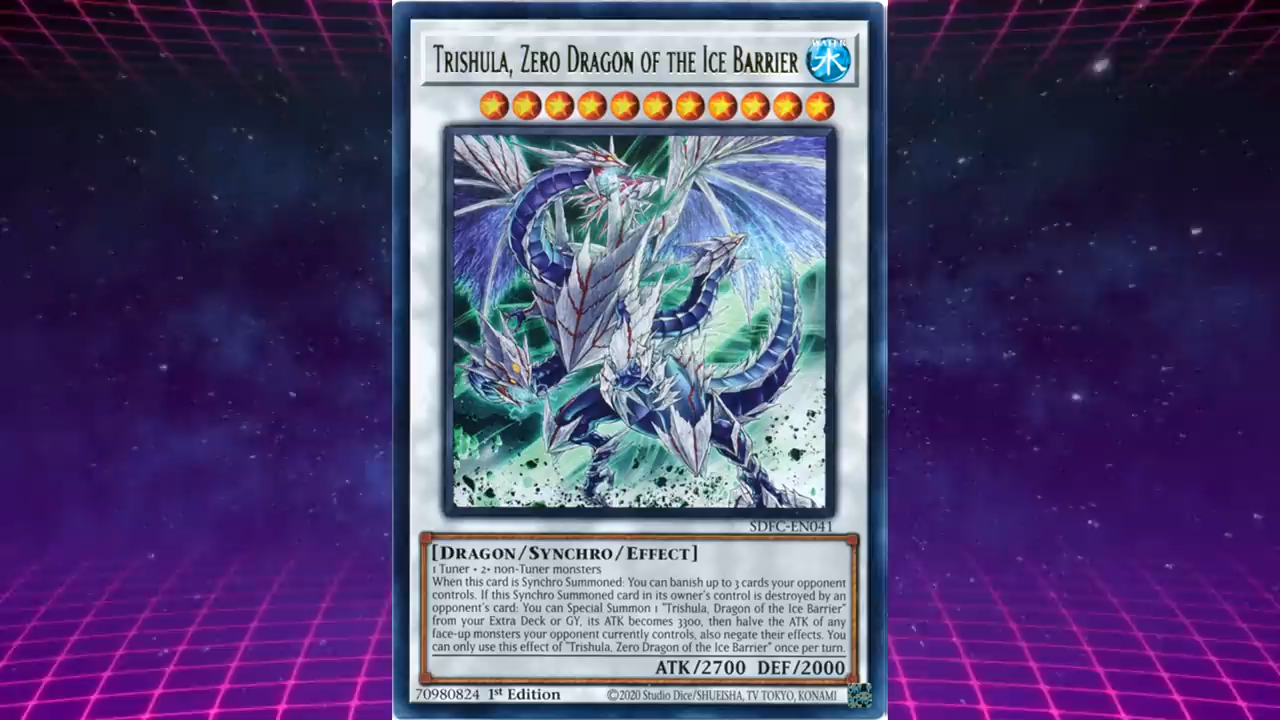 TRISHULA, ZERO DRAGON OF THE ICE BARRIER
WATER
水
SDFC-EN041
[DRAGON/SYNCHRO/EFFECT]
1 Tuner + 2+ non-Tuner monsters
When this card is Synchro Summoned: You can banish up to 3 cards your opponent
controls. If this Synchro Summoned card in its owner's control is destroyed by an
opponent's card: You can Special Summon 1 "Trishula, Dragon of the Ice Barrier"
from your Extra Deck or GY, its ATK becomes 3300, then halve the ATK of any
face-up monsters your opponent currently controls, also negate their effects. You
can only use this effect of "Trishula, Zero Dragon of the Ice Barrier" once per turn.
ATK/2700 DEF/2000
70980824 1st Edition ©2020 Studio Dice/SHUEISHA, TV TOKYO, KONAMI